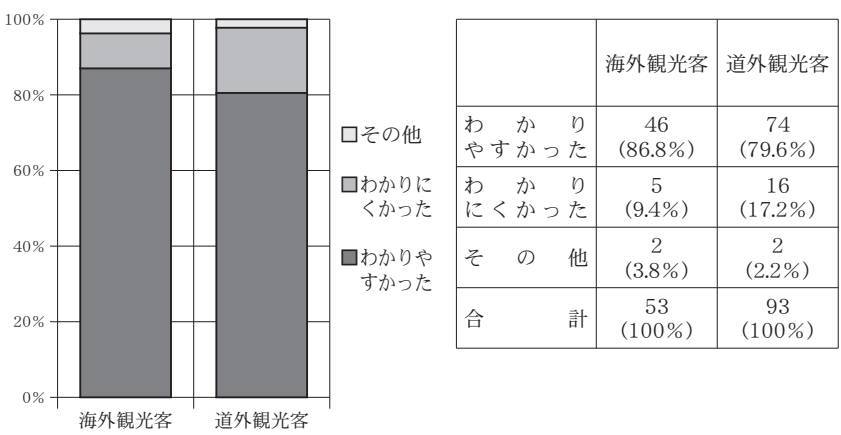 100%
80%
60%
40%
20%
0%
海外観光客 道外観光客
その他
わかりに
くかった
わかりや
すかった
海外観光客 道外観光客
わかり
やすかった
46 74
(86.8%) (79.6%)
わかり
にくかった
5 16
(9.4%) (17.2%)
その他
2 2
(3.8%) (2.2%)
合計
53 93
(100%) (100%)